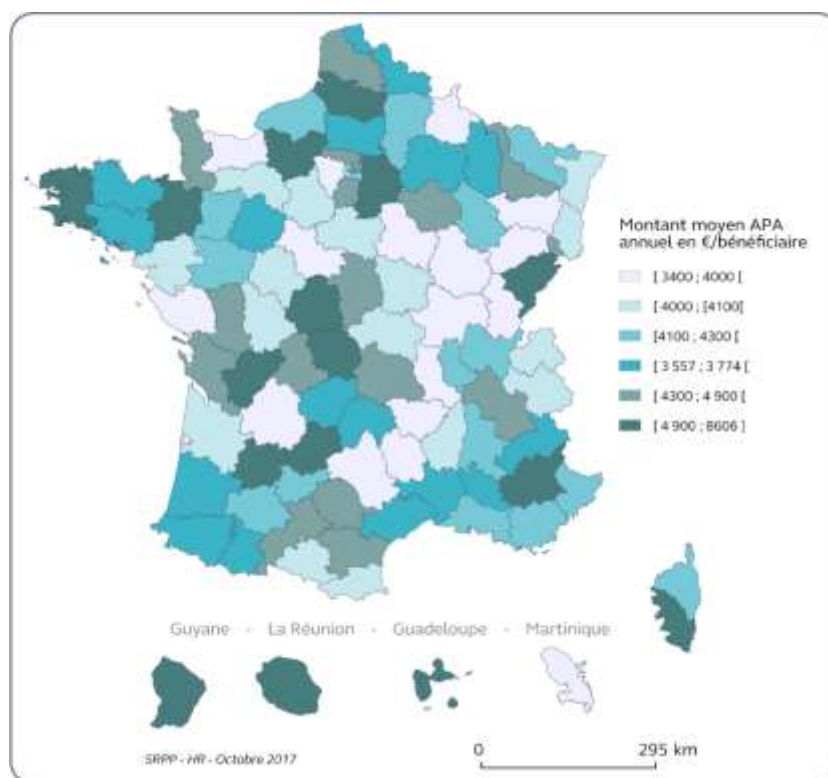 Montant moyen APA
annuel en €/bénéficiaire
[ 3400 ; 4000 [
[ 4000 ; [4100[
[4100 ; 4300 [
[ 3 557 ; 3 774 [
[ 4300 ; 4 900 [
[ 4 900 ; 8606 ]
Guyane - La Réunion - Guadeloupe - Martinique
SRPP - HR - Octobre 2017
0 295 km